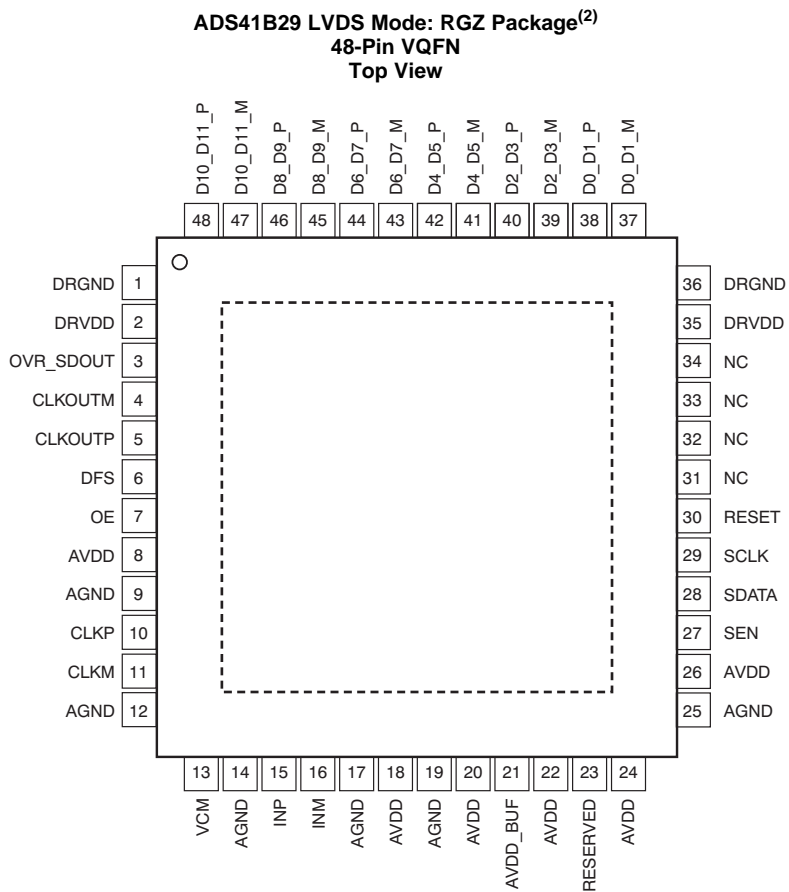 ADS41B29 LVDS Mode: RGZ Package(2)
48-Pin VQFN
Top View
D10_D11_P
D10_D11_M
D8_D9_P
D8_D9_M
D6_D7_P
D6_D7_M
D4_D5_P
D4_D5_M
D2_D3_P
D2_D3_M
D0_D1_P
D0_D1_M
48 47 46 45 44 43 42 41 40 39 38 37
DRGND 1
DRVDD 2
OVR_SDOUT 3
CLKOUTM 4
CLKOUTP 5
DFS 6
OE 7
AVDD 8
AGND 9
CLKP 10
CLKM 11
AGND 12
36 DRGND
35 DRVDD
34 NC
33 NC
32 NC
31 NC
30 RESET
29 SCLK
28 SDATA
27 SEN
26 AVDD
25 AGND
13 14 15 16 17 18 19 20 21 22 23 24
VCM
AGND
INP
INM
AGND
AVDD
AGND
AVDD
AVDD_BUF
AVDD
RESERVED
AVDD